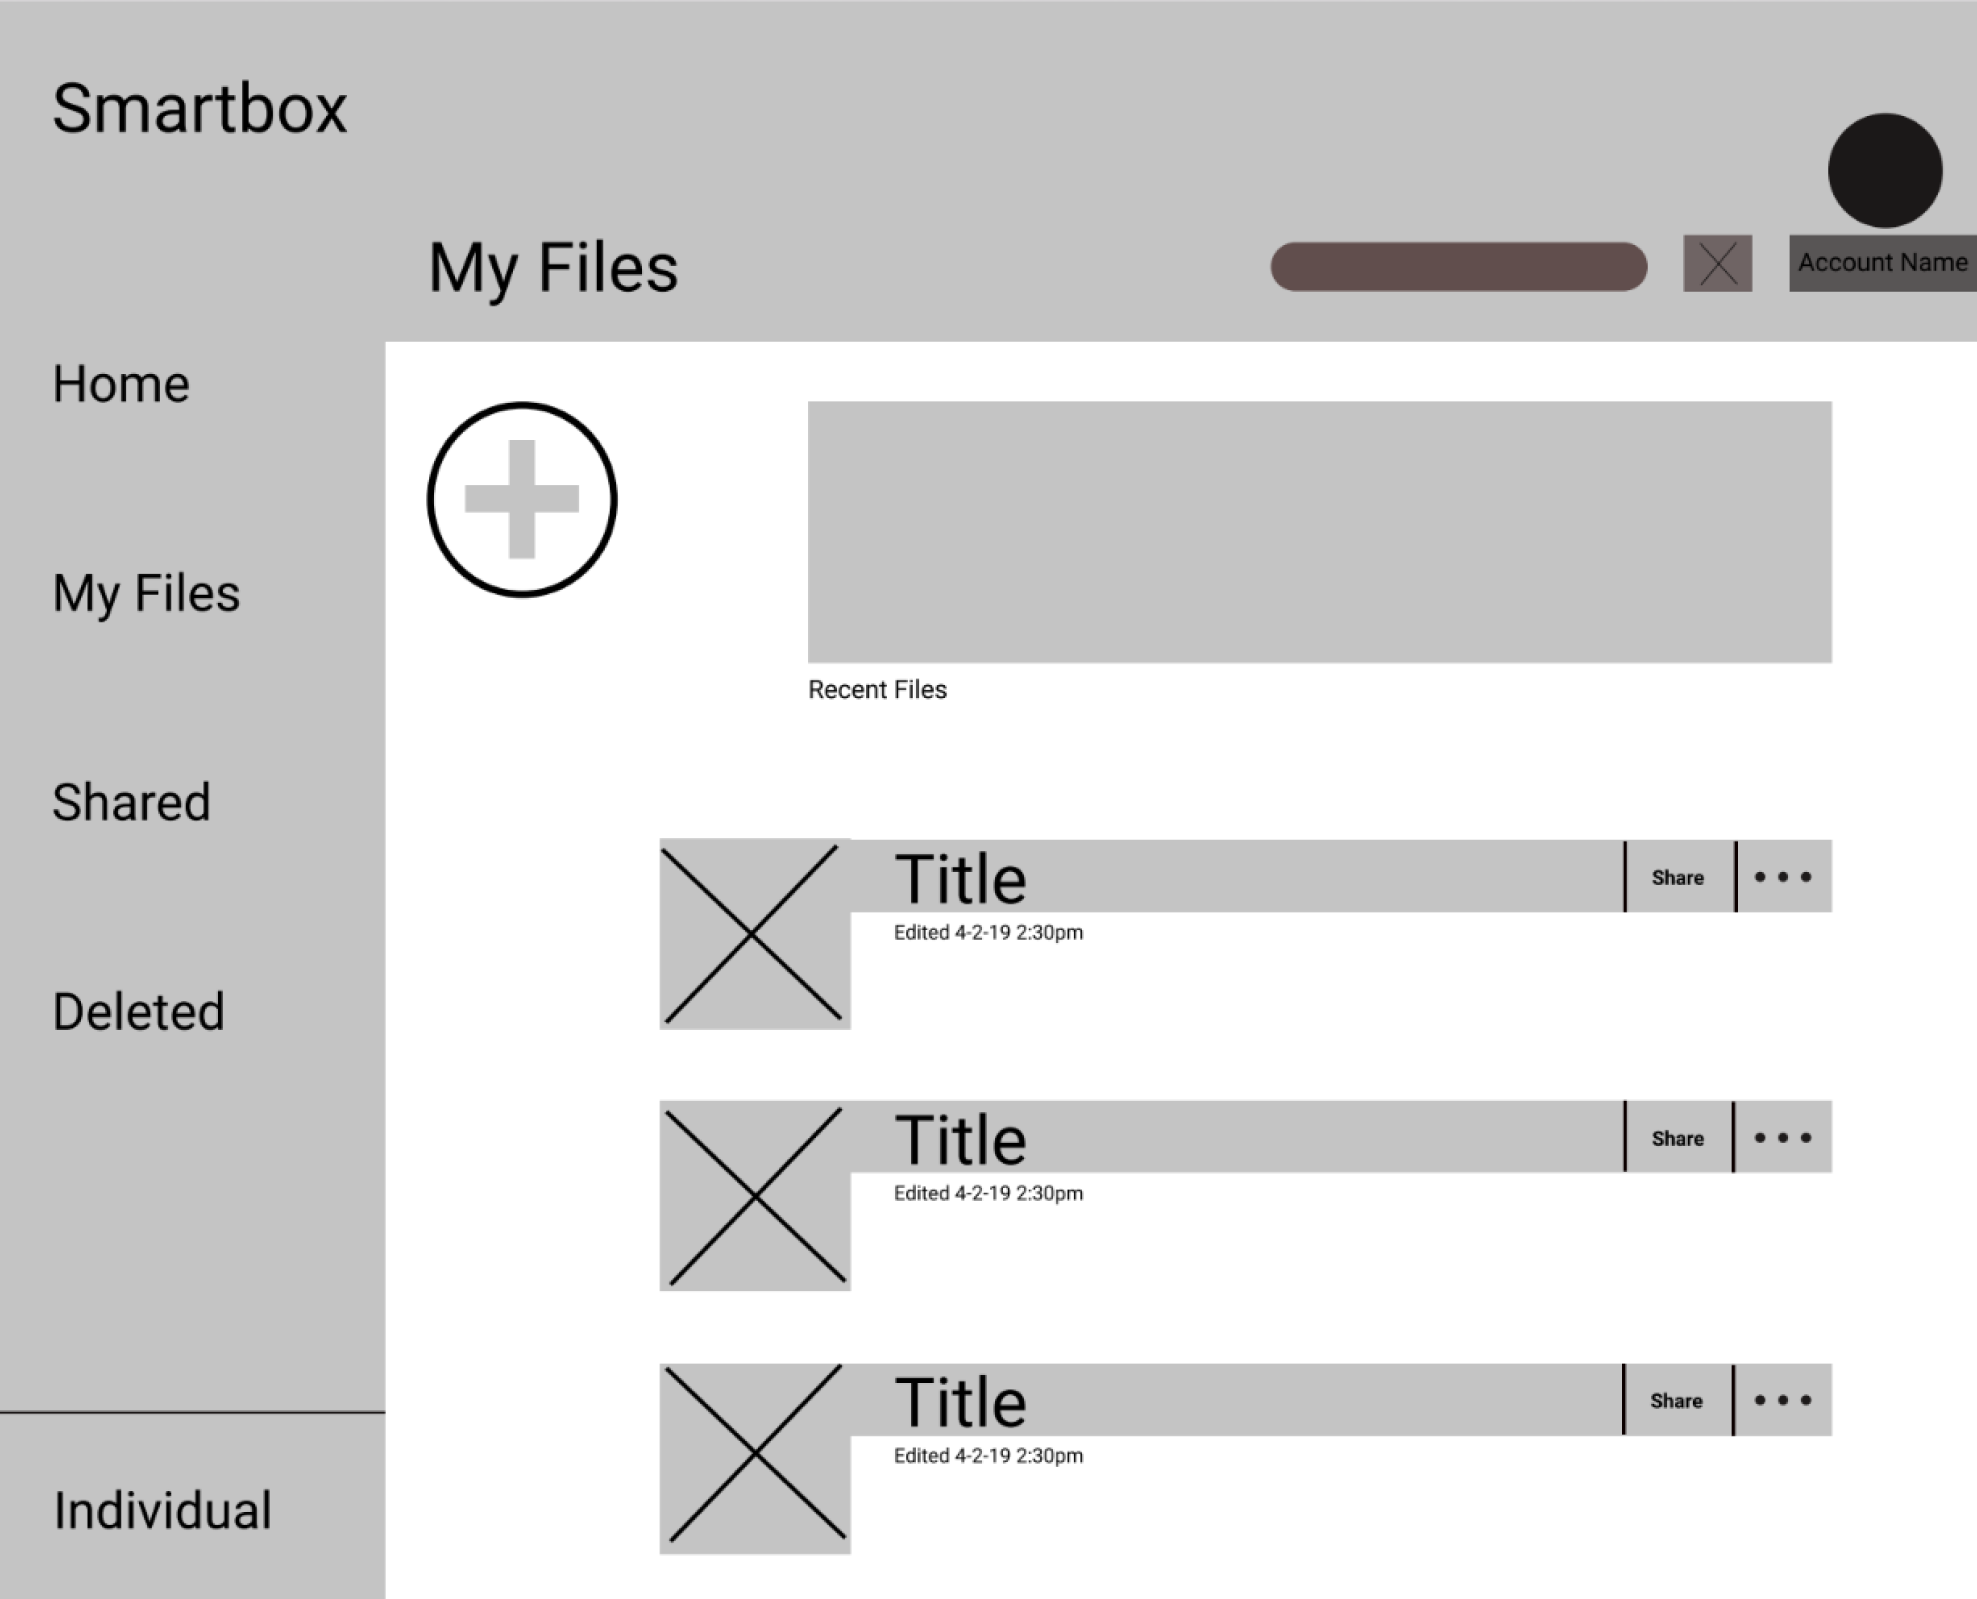 Smartbox
My Files
Account Name
Home
My Files
Shared
Deleted
Individual
Recent Files
Title
Share
Edited 4-2-19 2:30pm
Title
Share
Edited 4-2-19 2:30pm
Title
Share
Edited 4-2-19 2:30pm